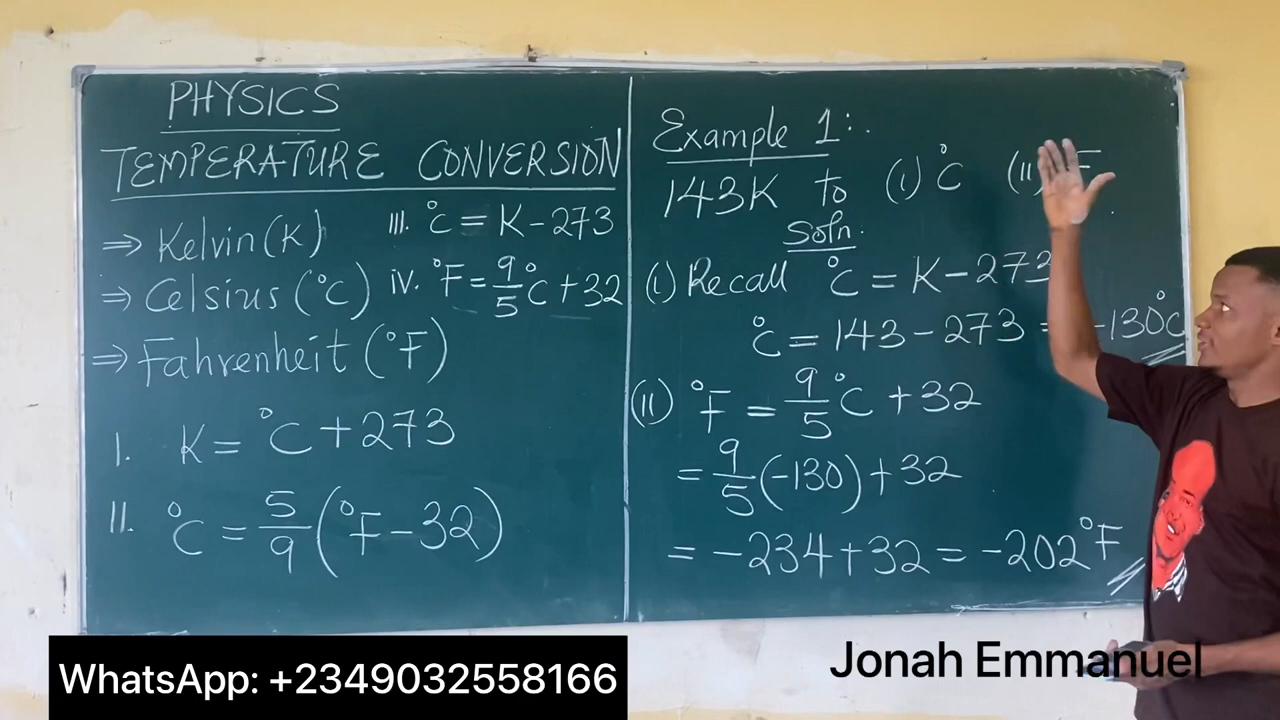 PHYSICS
TEMPERATURE CONVERSION
⇒ Kelvin (K)
⇒ Celsius (°C)
⇒ Fahrenheit (°F)
I. K = °C + 273
II. °C = 5/9 (°F - 32)
III. °C = K - 273
iv. °F = 9/5 °C + 32
Example 1:.
143K to (i) °C (ii) °F
Soln.
(i) Recall °C = K - 273
°C = 143 - 273 = -130°C
(ii) °F = 9/5 °C + 32
= 9/5 (-130) + 32
= -234 + 32 = -202°F
WhatsApp: +2349032558166
Jonah Emmanuel